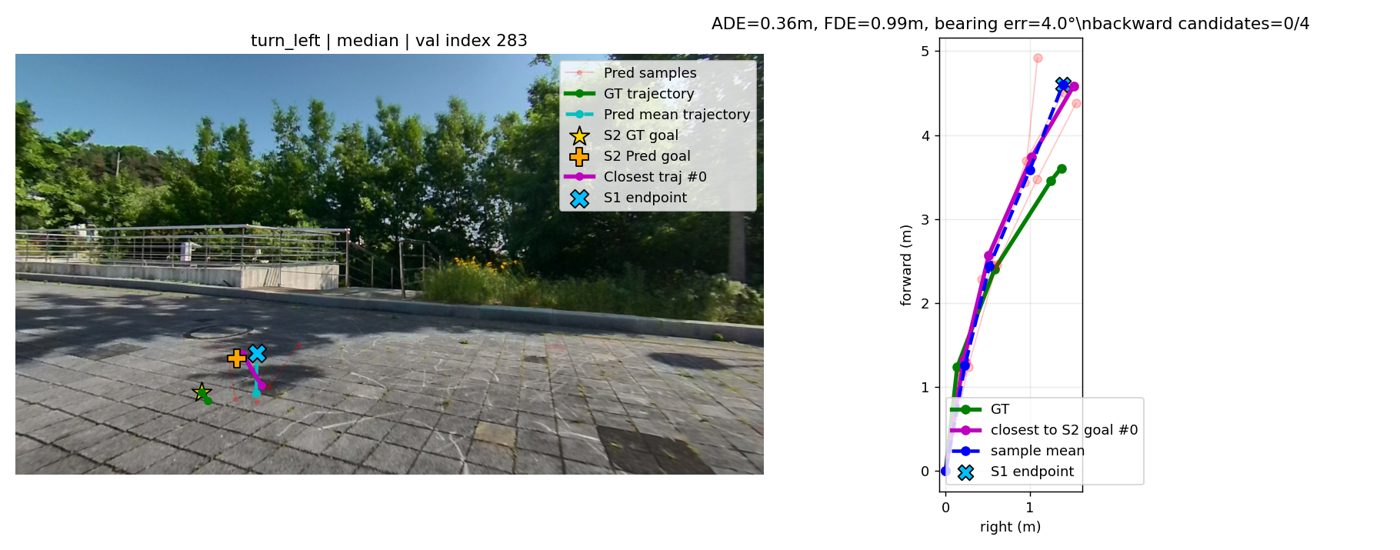 turn_left | median | val index 283
Pred samples
GT trajectory
Pred mean trajectory
S2 GT goal
S2 Pred goal
Closest traj #0
S1 endpoint
ADE=0.36m, FDE=0.99m, bearing err=4.0°\nbackward candidates=0/4
5
4
3
2
1
0
forward (m)
GT
closest to S2 goal #0
sample mean
S1 endpoint
0
1
right (m)